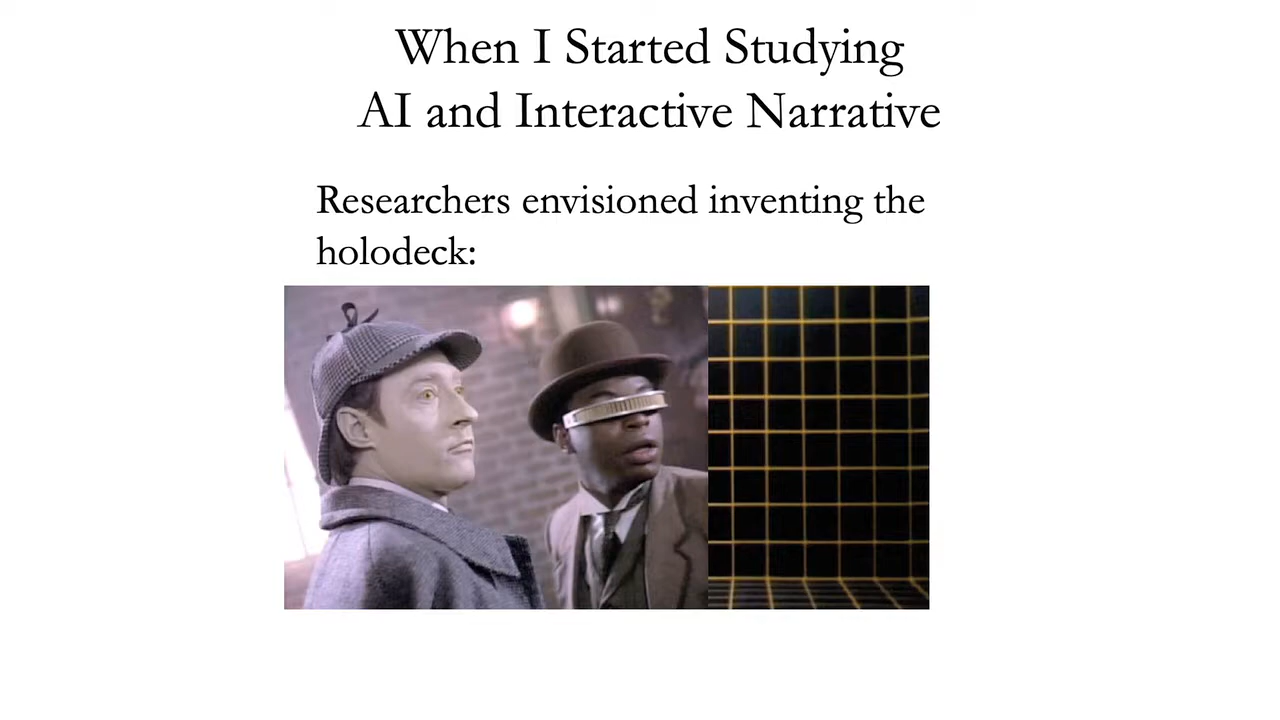 When I Started Studying
AI and Interactive Narrative
Researchers envisioned inventing the
holodeck: